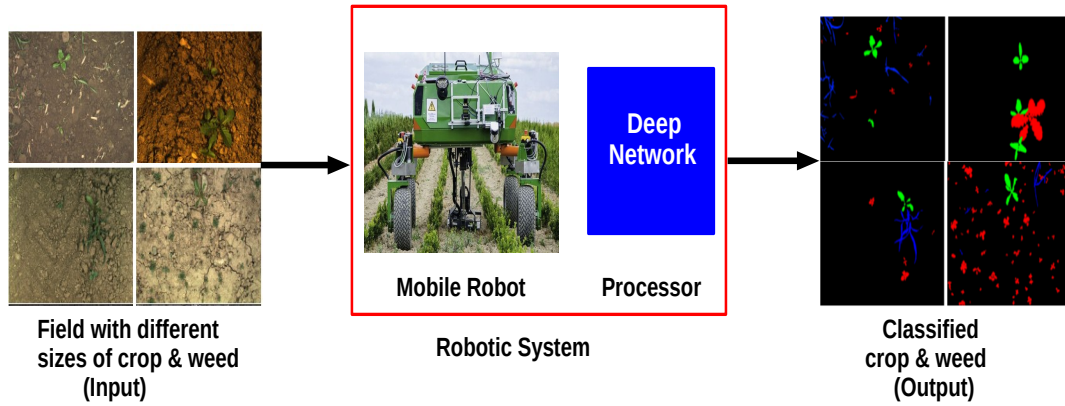 Deep
Network
Mobile Robot
Processor
Field with different
sizes of crop & weed
(Input)
Robotic System
Classified
crop & weed
(Output)